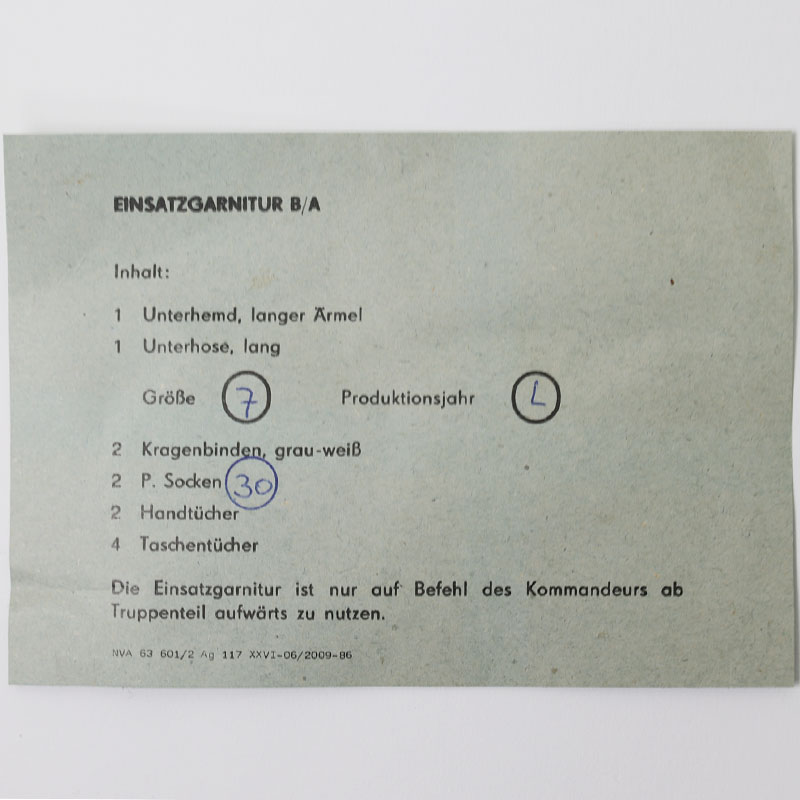 EINSATZGARNITUR B/A
Inhalt:
1 Unterhemd, langer Ärmel
1 Unterhose, lang
Größe 7 Produktionsjahr L
2 Kragenbinden, grau-weiß
2 P. Socken 30
2 Handtücher
4 Taschentücher
Die Einsatzgarnitur ist nur auf Befehl des Kommandeurs ab
Truppenteil aufwärts zu nutzen.
NVA 63 601/2 Ag 117 XXVI-06/2009-86